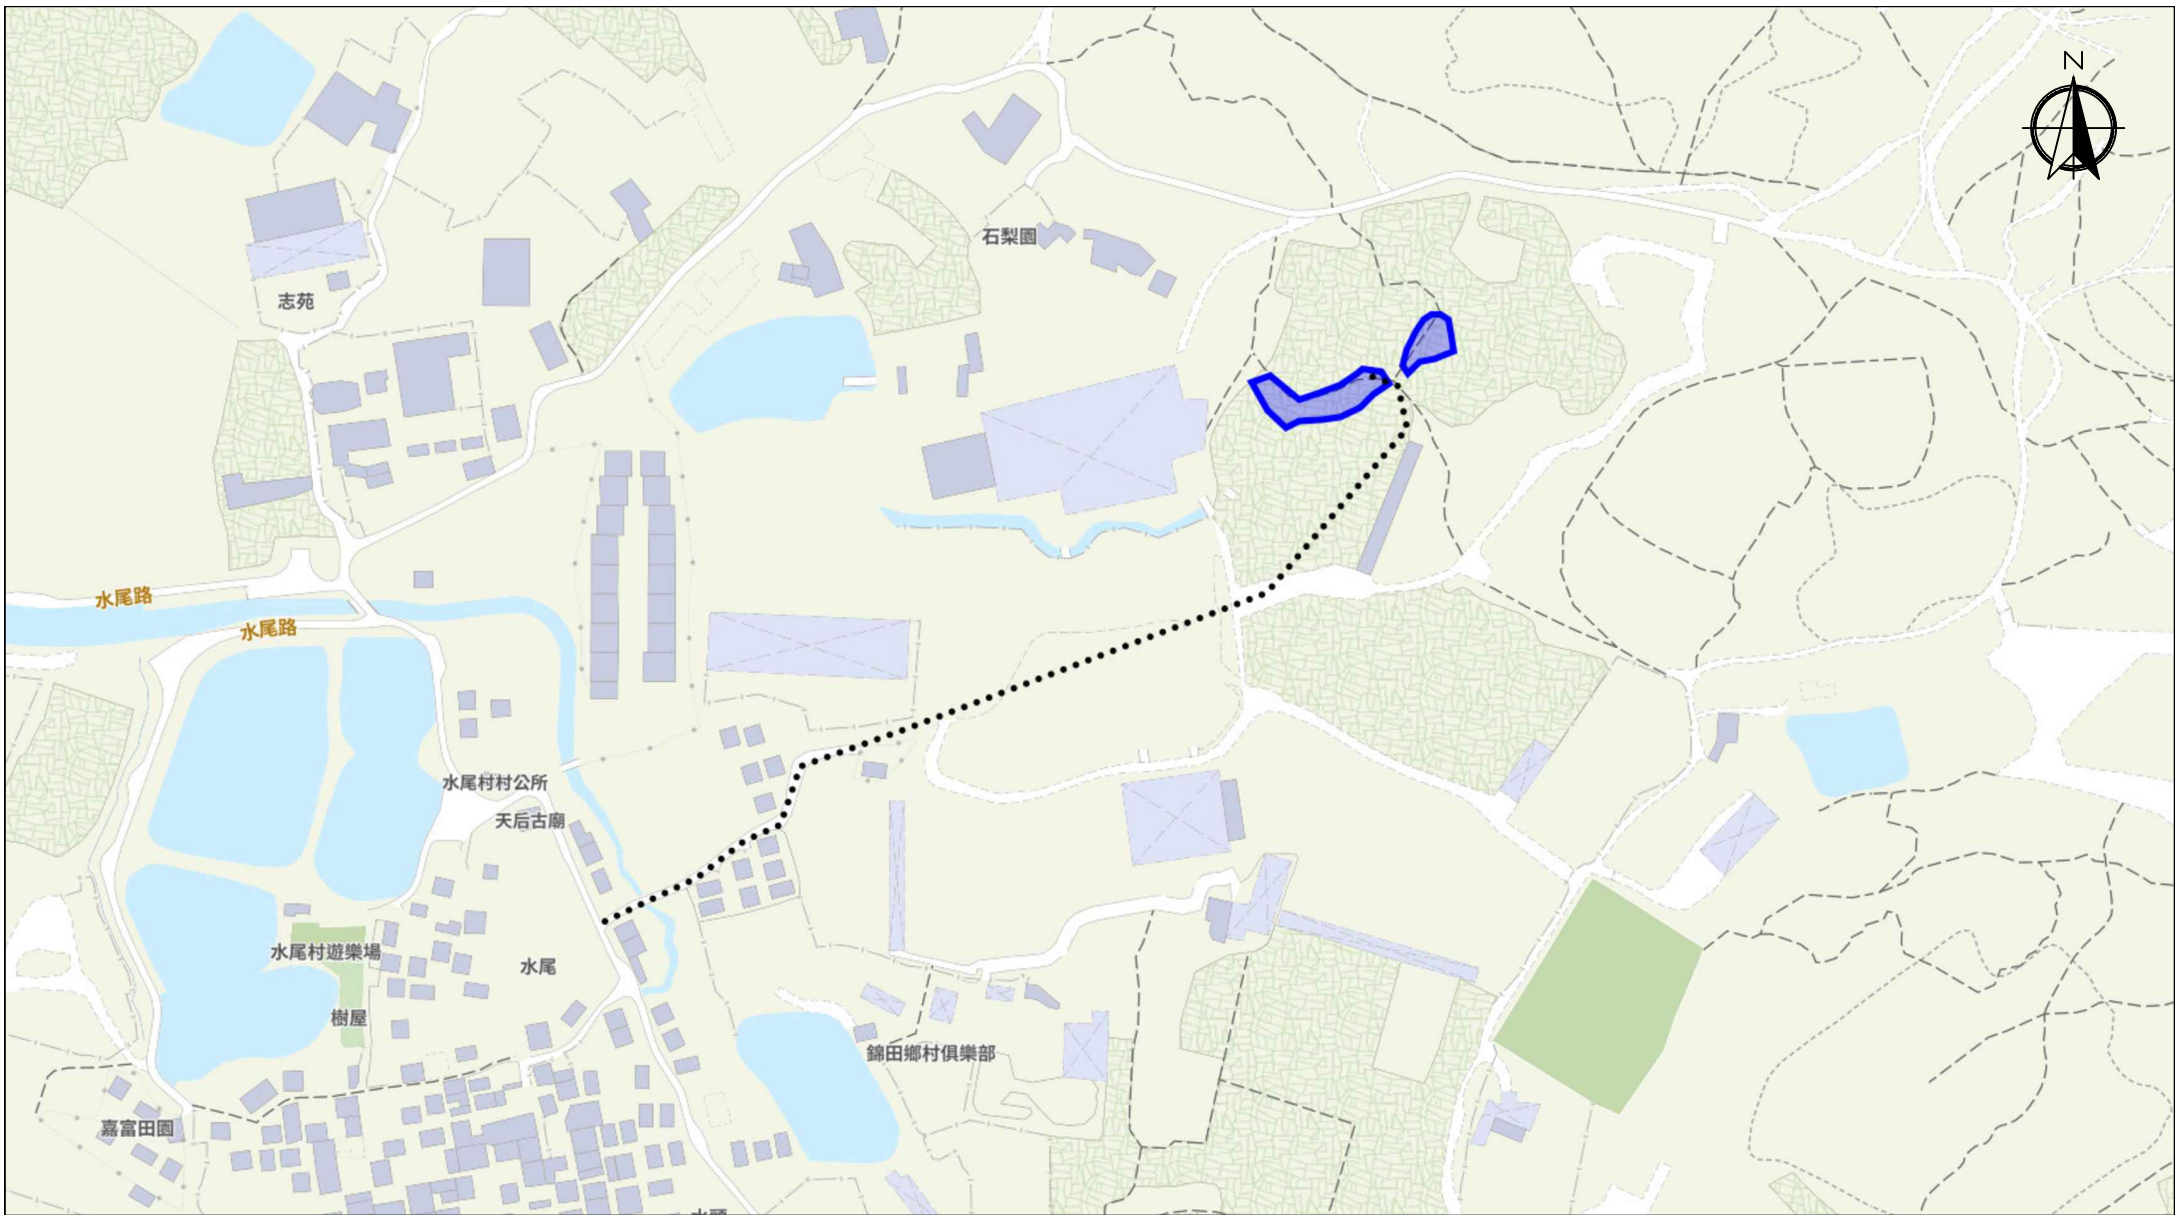 N
石梨園
志苑
水尾路
水尾路
水尾村村公所
天后古廟
水尾村遊樂場
水尾
樹屋
錦田鄉村俱樂部
嘉富田園